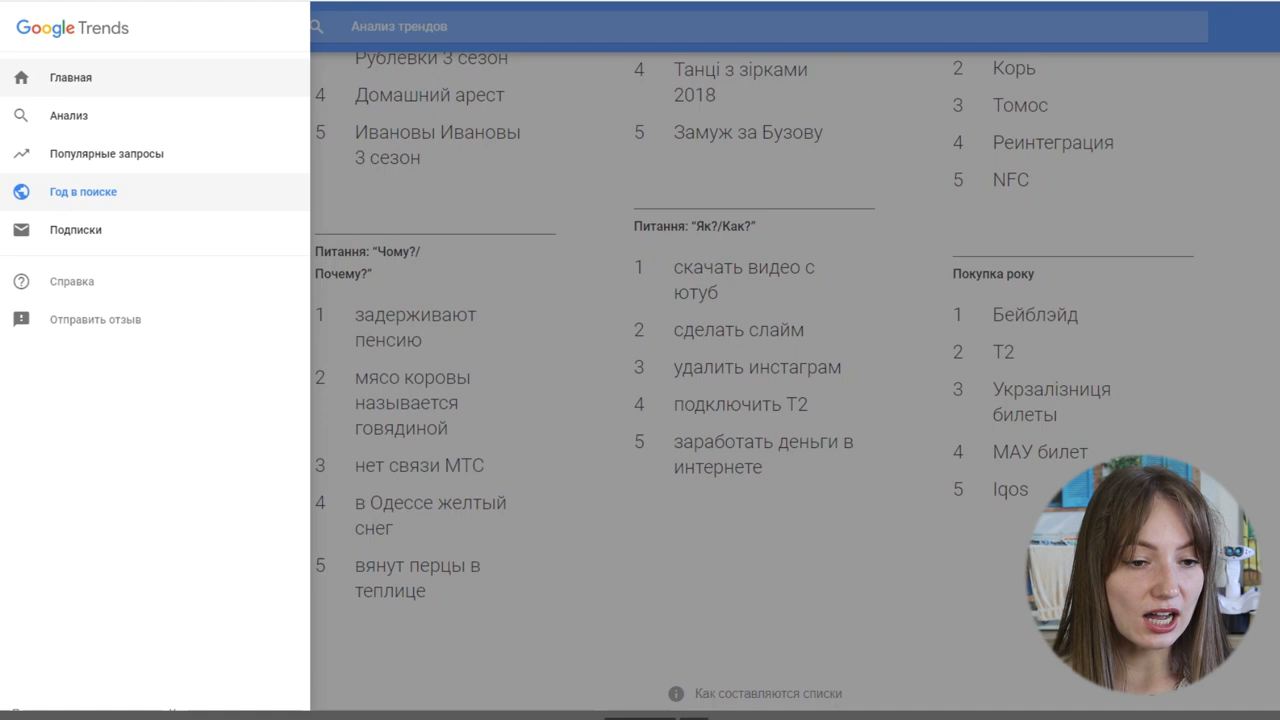 Google Trends
Главная
Анализ
Популярные запросы
Год в поиске
Подписки
Справка
Отправить отзыв
Анализ трендов
Рублевки 3 сезон
4 Домашний арест
5 Ивановы Ивановы
3 сезон
Питання: “Чому?/
Почему?”
1 задерживают
пенсию
2 мясо коровы
называется
говядиной
3 нет связи МТС
4 в Одессе желтый
снег
5 вянут перцы в
теплице
4 Танці з зірками
2018
5 Замуж за Бузову
Питання: “Як?/Как?”
1 скачать видео с
ютуб
2 сделать слайм
3 удалить инстаграм
4 подключить Т2
5 заработать деньги в
интернете
2 Корь
3 Томос
4 Реинтеграция
5 NFC
Покупка року
1 Бейблэйд
2 Т2
3 Укрзалізниця
билеты
4 МАУ билет
5 Iqos
Как составляются списки